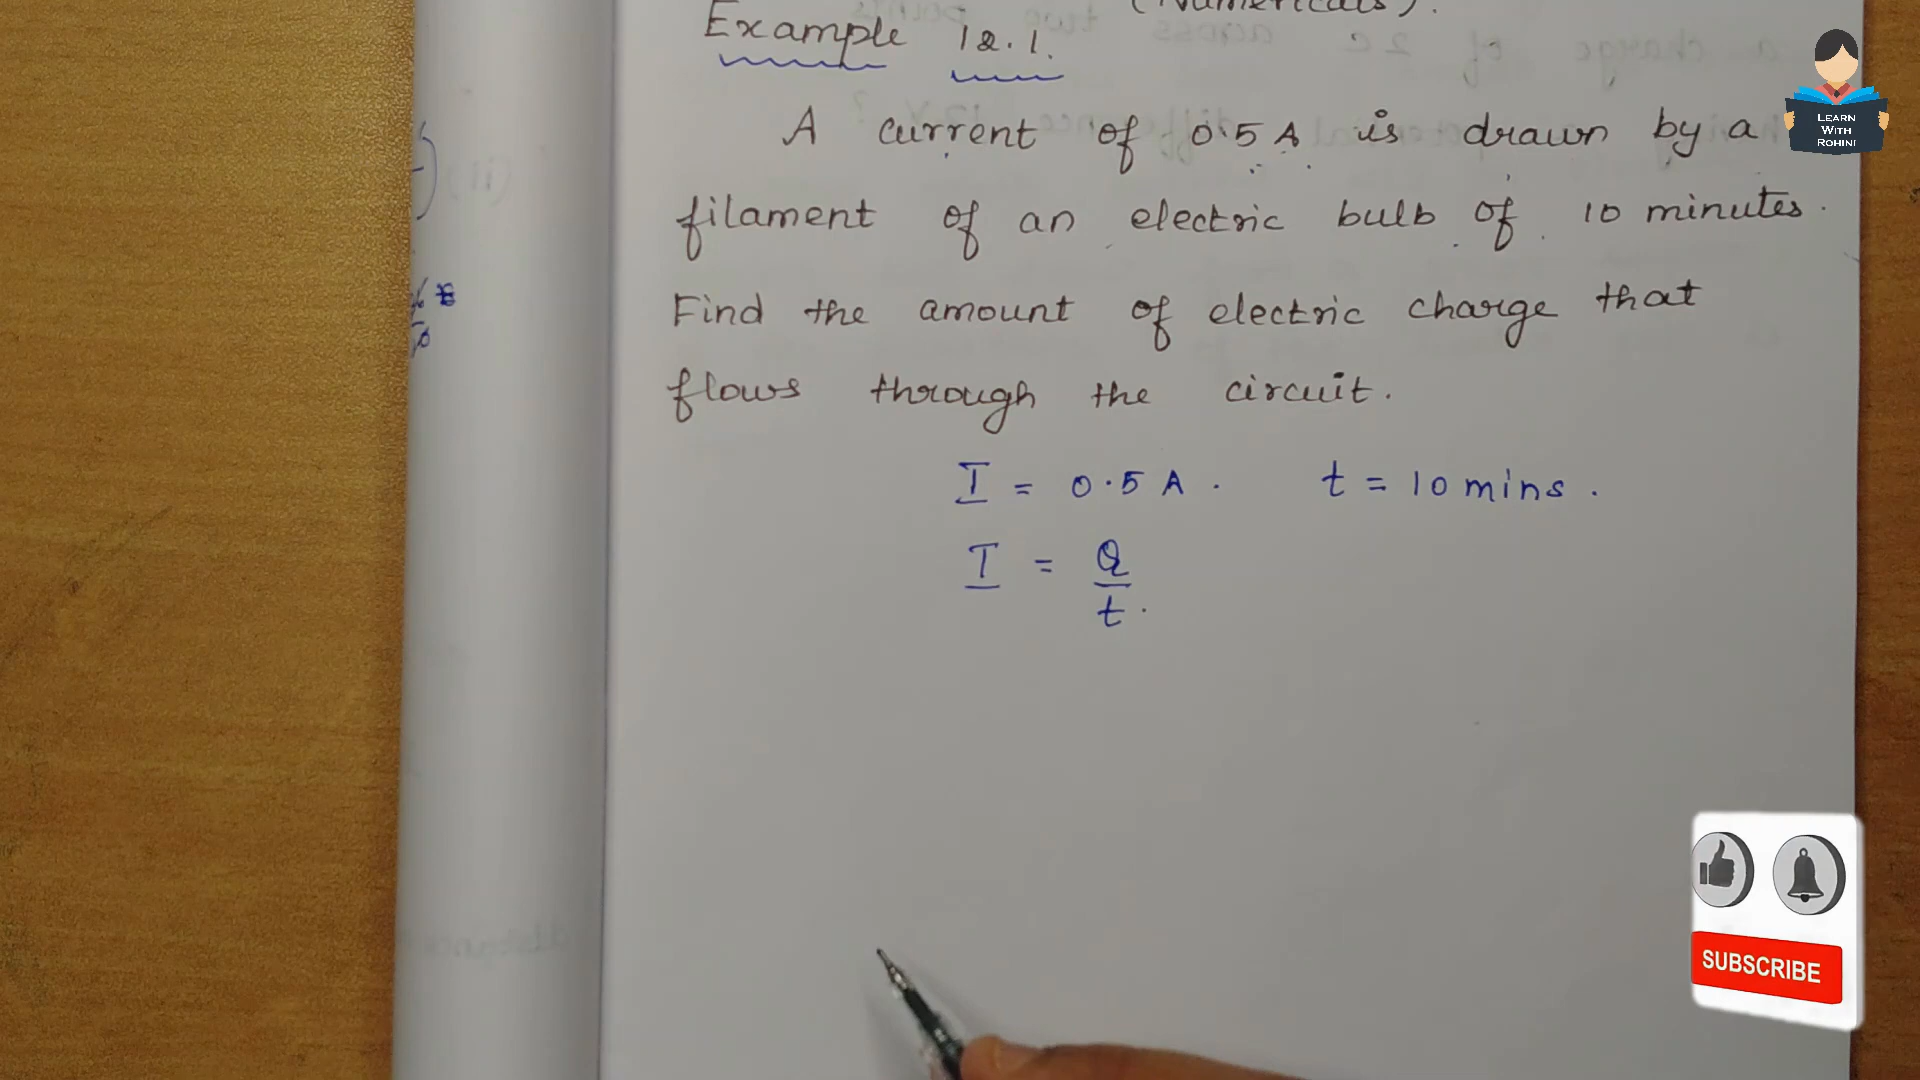 (Numericals).
Example 12.1.
A current of 0.5 A is drawn by a
filament of an electric bulb of 10 minutes.
Find the amount of electric charge that
flows through the circuit.
I = 0.5 A. t = 10 mins.
I = Q
t.
LEARN
WITH
ROHINI
SUBSCRIBE